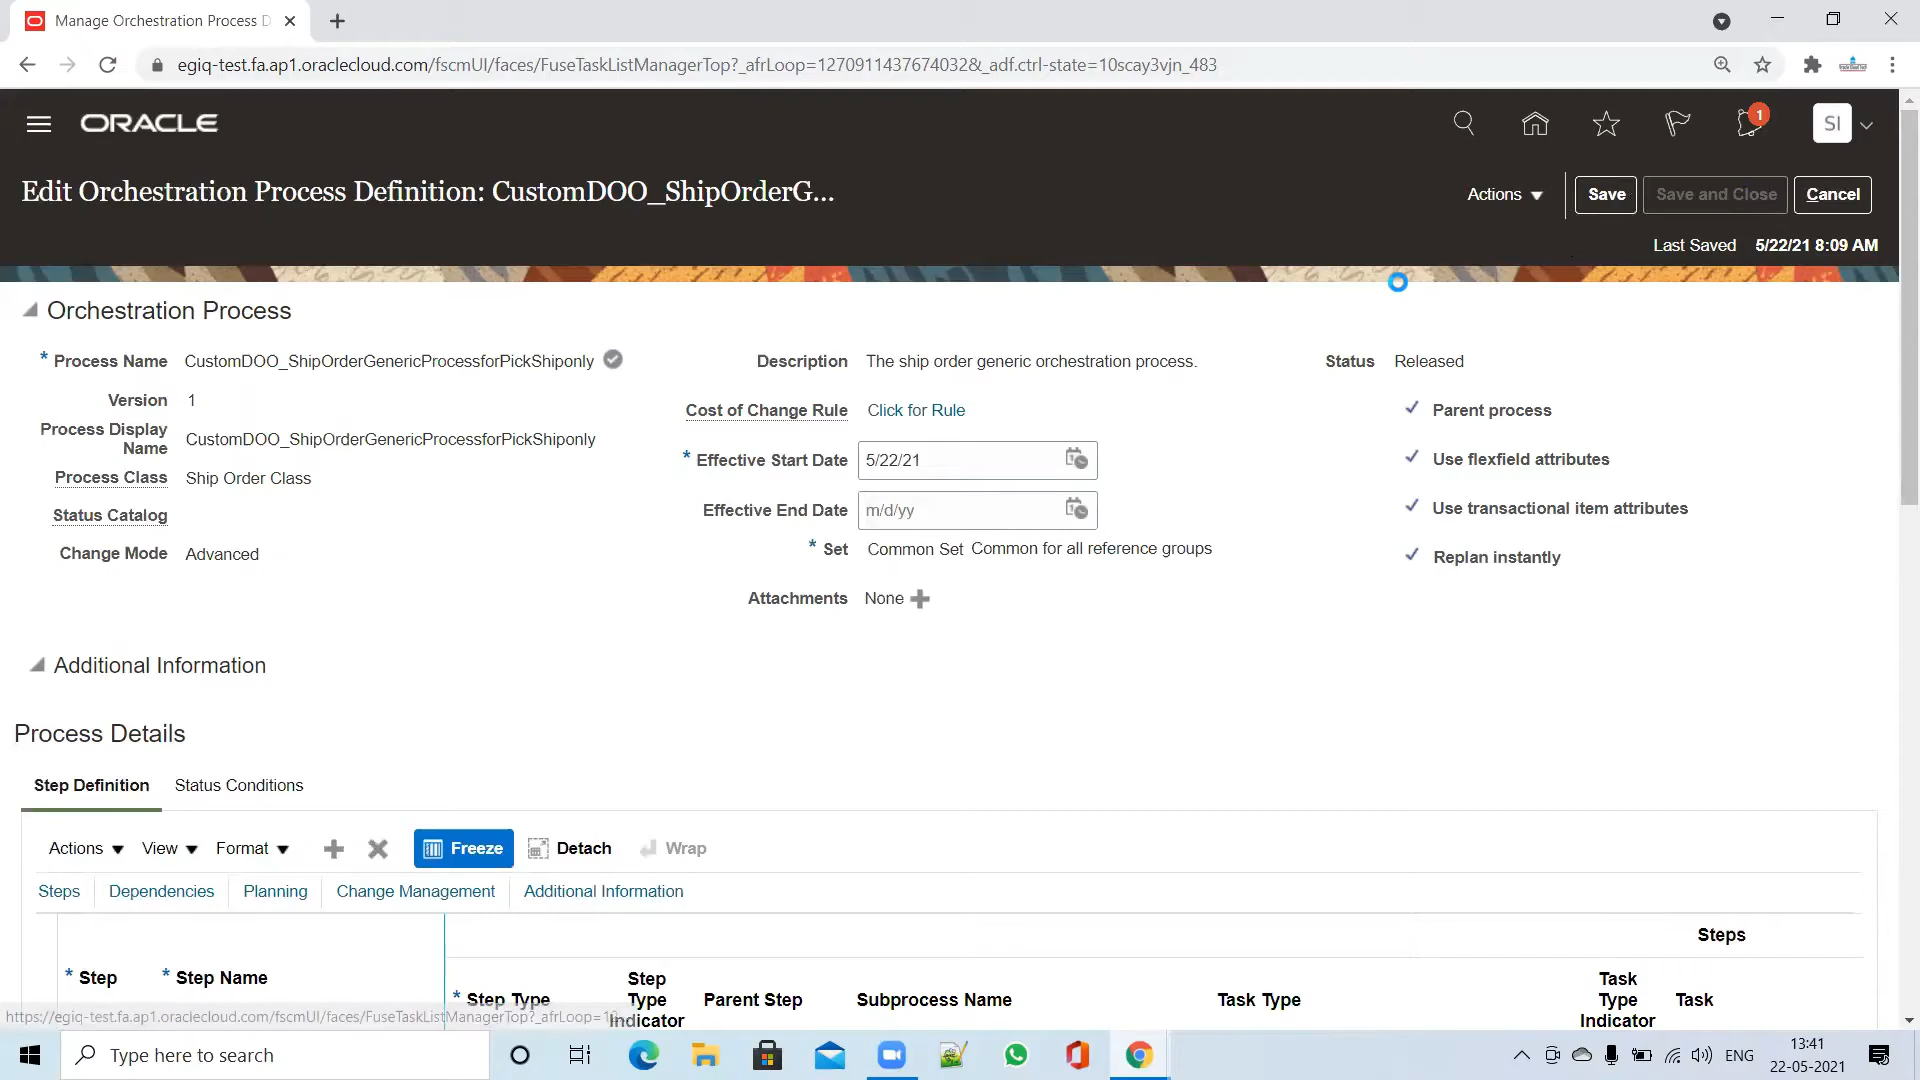 Manage Orchestration Process D
egiq-test.fa.ap1.oraclecloud.com/fscmUI/faces/FuseTaskListManagerTop?_afrLoop=12709114376740​32&_adf.ctrl-state=10scay3vjn_483
ORACLE
1
SI
Edit Orchestration Process Definition: CustomDOO_ShipOrderG...
Actions
Save
Save and Close
Cancel
Last Saved 5/22/21 8:09 AM
Orchestration Process
* Process Name CustomDOO_ShipOrderGenericProcessforPickShiponly
Version 1
Process Display Name CustomDOO_ShipOrderGenericProcessforPickShiponly
Process Class Ship Order Class
Status Catalog
Change Mode Advanced
Description The ship order generic orchestration process.
Cost of Change Rule Click for Rule
* Effective Start Date 5/22/21
Effective End Date m/d/yy
* Set Common Set Common for all reference groups
Attachments None
Status Released
Parent process
Use flexfield attributes
Use transactional item attributes
Replan instantly
Additional Information
Process Details
Step Definition Status Conditions
Actions View Format Freeze Detach Wrap
Steps Dependencies Planning Change Management Additional Information
Steps
* Step
* Step Name
* Step Type
Step Type Indicator
Parent Step
Subprocess Name
Task Type
Task Type Indicator
Task
https://egiq-test.fa.ap1.oraclecloud.com/fscmUI/faces/FuseTaskListManagerTop?_afrLoop=12
Type here to search
ENG
13:41
22-05-2021